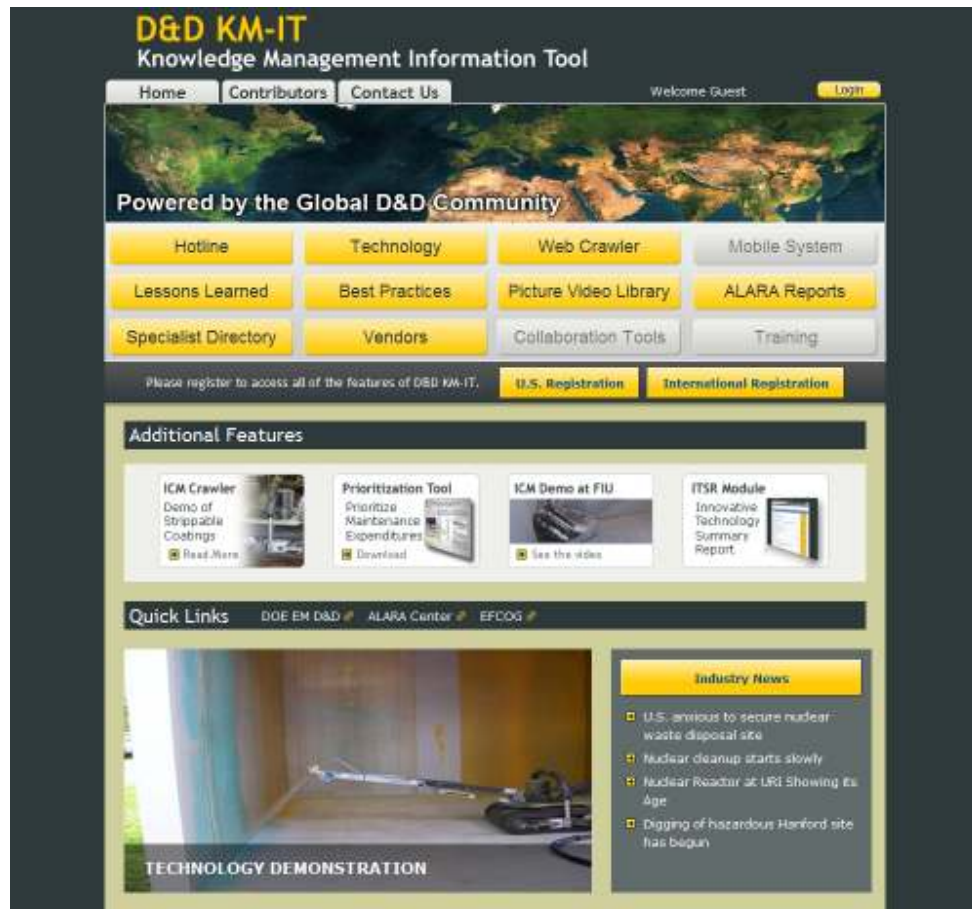 D&D KM-IT
Knowledge Management Information Tool
Home Contributors Contact Us Welcome Guest Login
Powered by the Global D&D Community
Hotline Technology Web Crawler Mobile System
Lessons Learned Best Practices Picture Video Library ALARA Reports
Specialist Directory Vendors Collaboration Tools Training
Please register to access all of the features of D&D KM-IT. U.S. Registration International Registration
Additional Features
ICM Crawler
Demo of
Strippable
Coatings
Read More
Prioritization Tool
Prioritize
Maintenance
Expenditures
Download
ICM Demo at FIU
See the video
ITSR Module
Innovative
Technology
Summary
Report
Quick Links DOE EM D&D ALARA Center EFCOG
TECHNOLOGY DEMONSTRATION
Industry News
U.S. anxious to secure nuclear
waste disposal site
Nuclear cleanup starts slowly
Nuclear Reactor at URI Showing its
Age
Digging of hazardous Hanford site
has begun